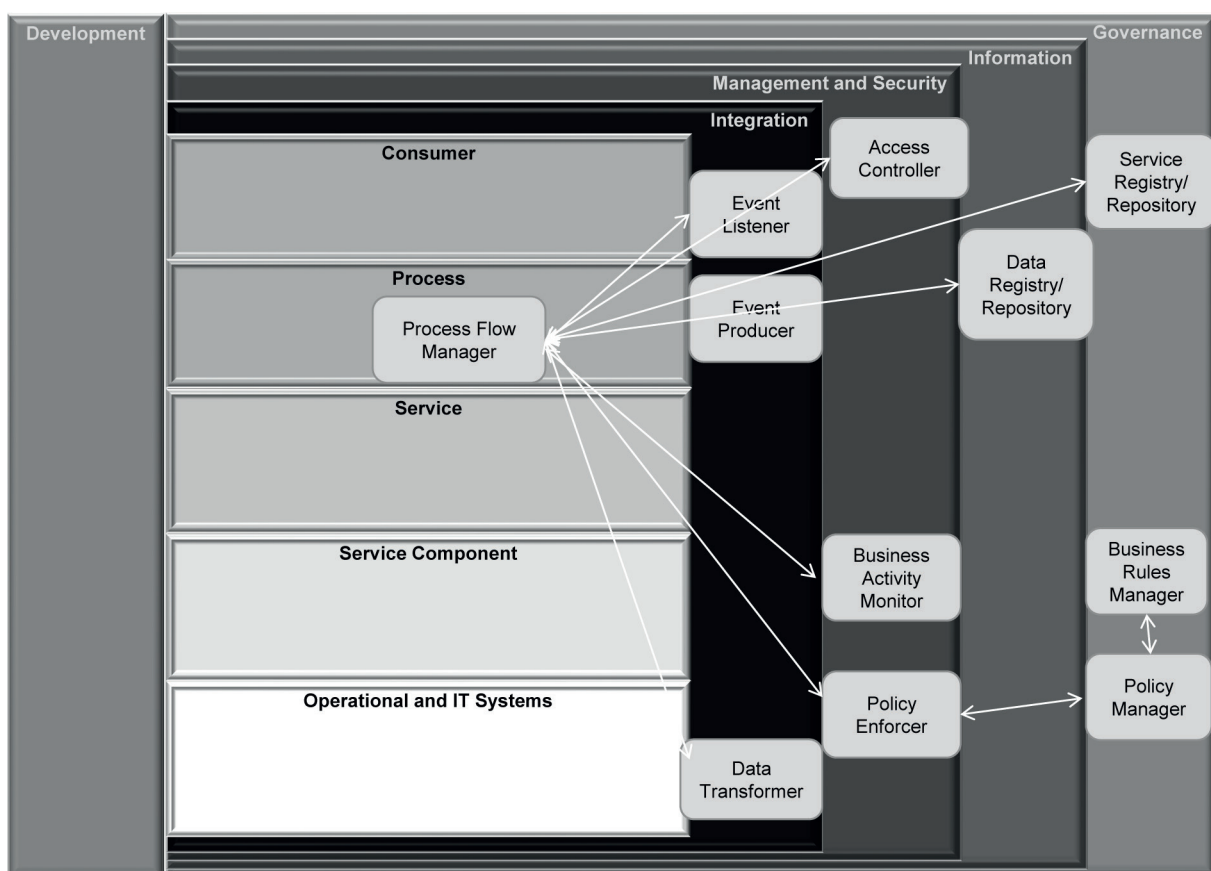 Development
Governance
Information
Management and Security
Integration
Consumer
Access
Controller
Service
Registry/
Repository
Event
Listener
Process
Data
Registry/
Repository
Process Flow
Manager
Event
Producer
Service
Service Component
Business
Activity
Monitor
Business
Rules
Manager
Operational and IT Systems
Policy
Enforcer
Policy
Manager
Data
Transformer